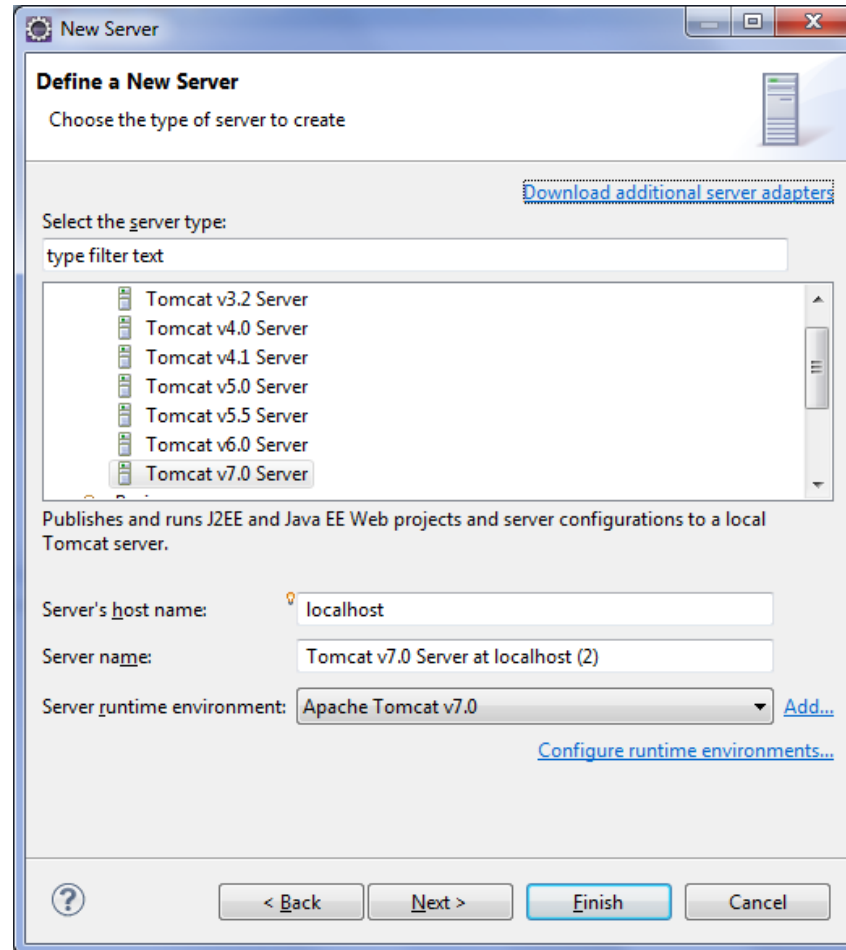 New Server
Define a New Server
Choose the type of server to create
Download additional server adapters
Select the server type:
type filter text
Tomcat v3.2 Server
Tomcat v4.0 Server
Tomcat v4.1 Server
Tomcat v5.0 Server
Tomcat v5.5 Server
Tomcat v6.0 Server
Tomcat v7.0 Server
Publishes and runs J2EE and Java EE Web projects and server configurations to a local
Tomcat server.
Server's host name: localhost
Server name: Tomcat v7.0 Server at localhost (2)
Server runtime environment: Apache Tomcat v7.0 Add...
Configure runtime environments...
? < Back Next > Finish Cancel